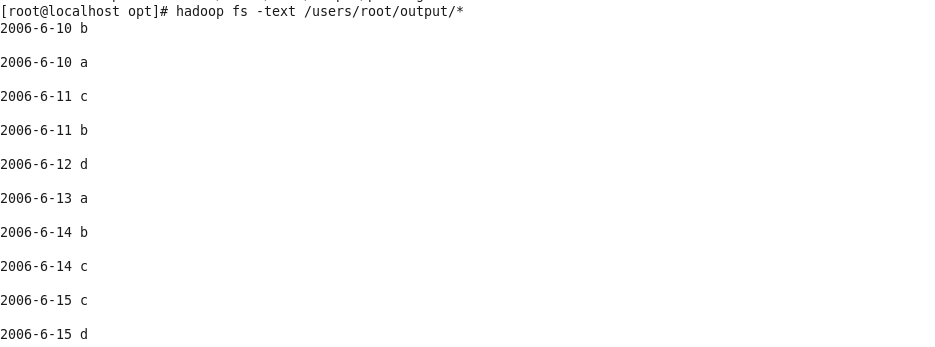 [root@localhost opt]# hadoop fs -text /users/root/output/*
2006-6-10 b
2006-6-10 a
2006-6-11 c
2006-6-11 b
2006-6-12 d
2006-6-13 a
2006-6-14 b
2006-6-14 c
2006-6-15 c
2006-6-15 d